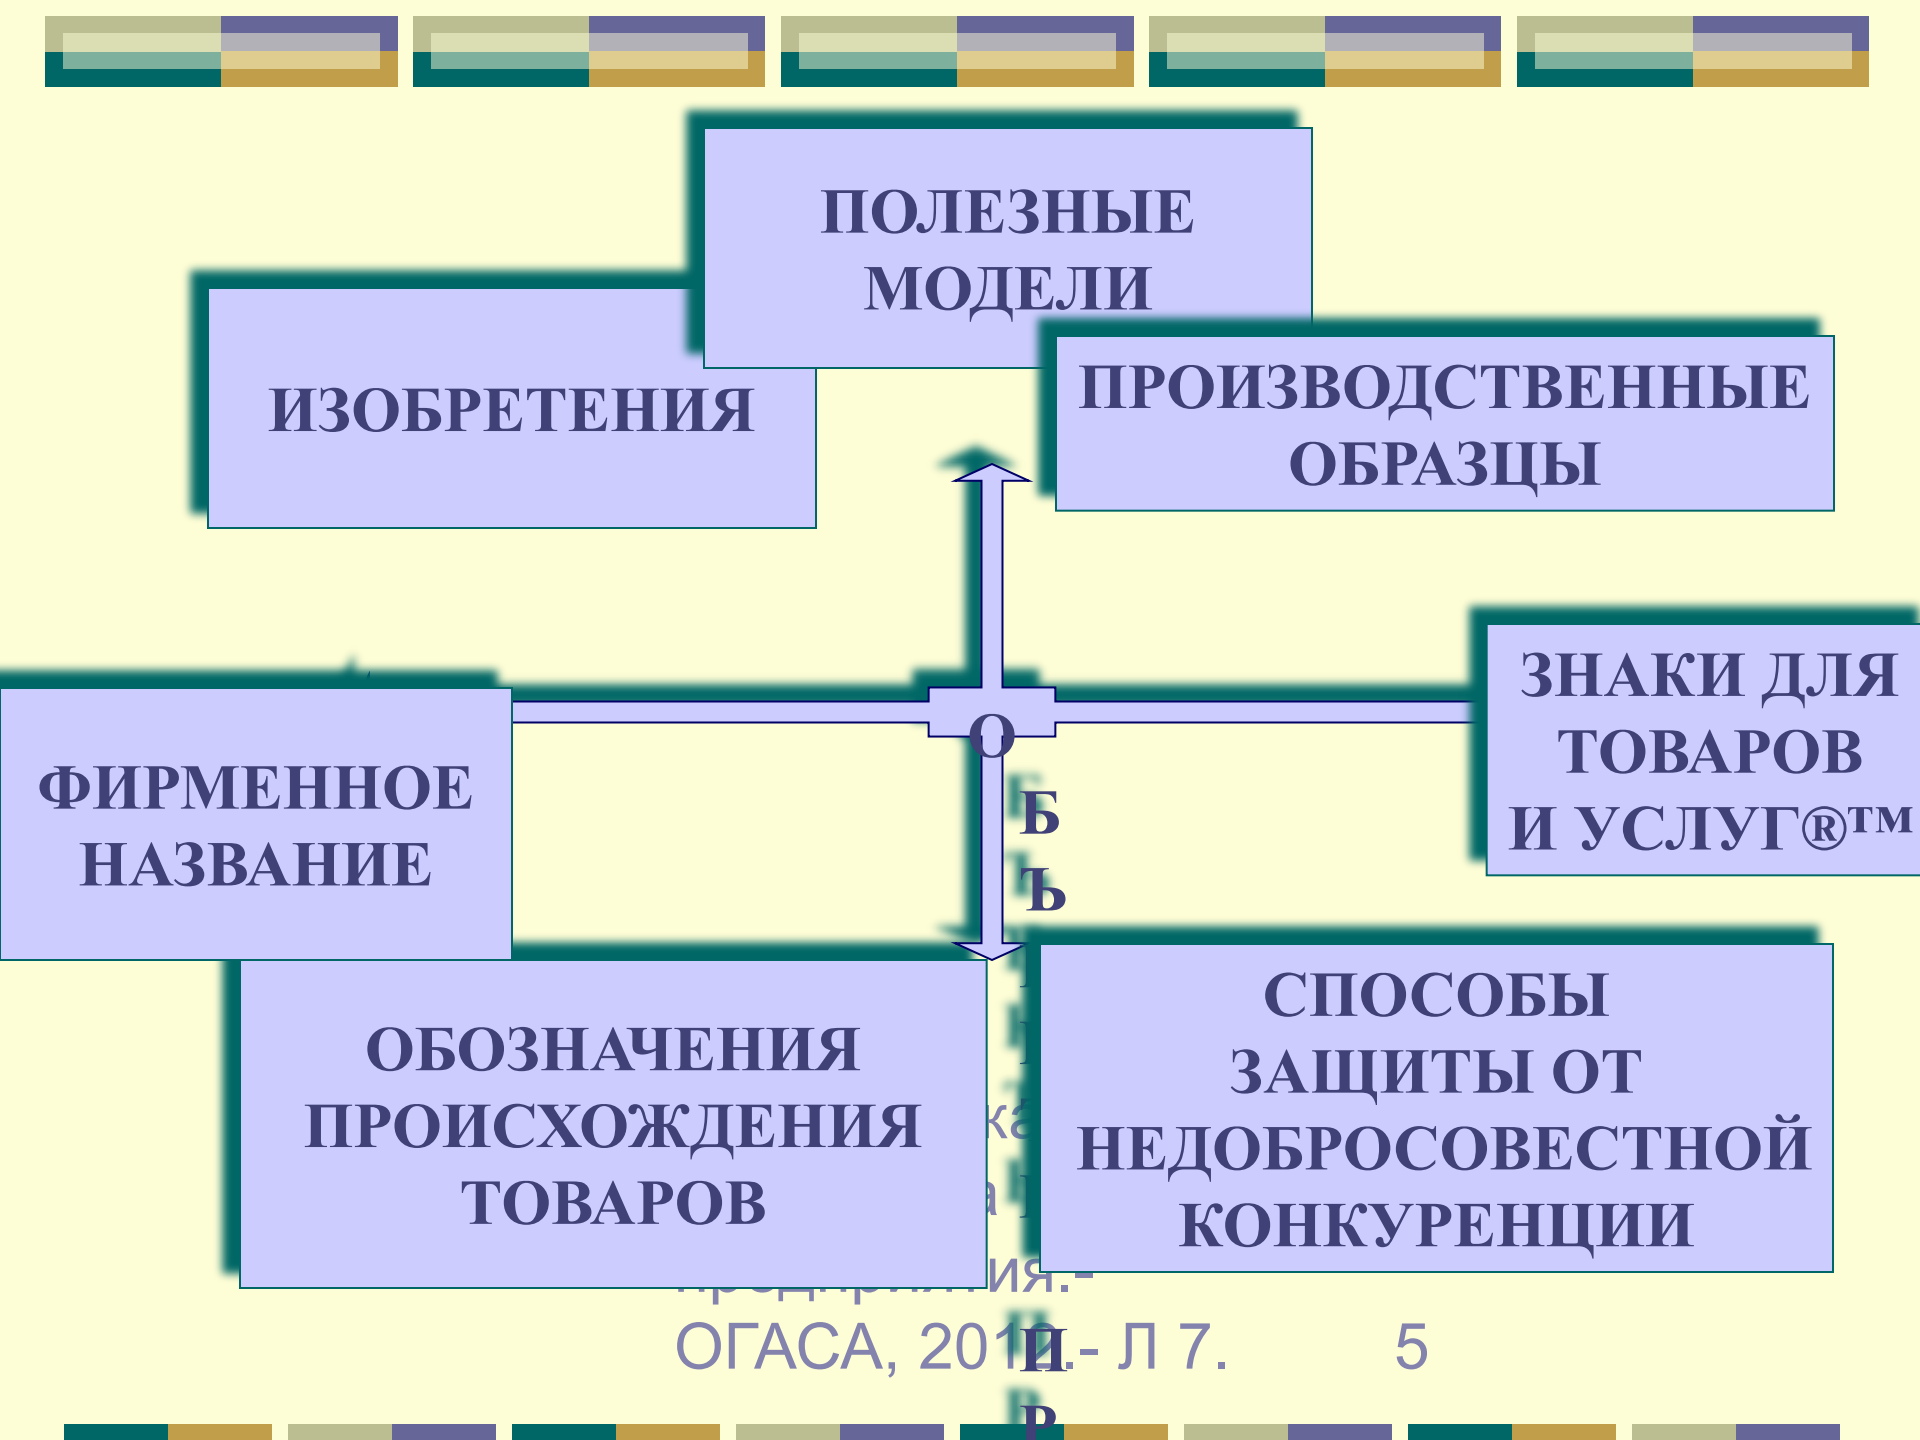 ПОЛЕЗНЫЕ
МОДЕЛИ
ИЗОБРЕТЕНИЯ
ПРОИЗВОДСТВЕННЫЕ
ОБРАЗЦЫ
ЗНАКИ ДЛЯ
ТОВАРОВ
И УСЛУГ®™
ФИРМЕННОЕ
НАЗВАНИЕ
О
Б
Ъ
ОБОЗНАЧЕНИЯ
ПРОИСХОЖДЕНИЯ
ТОВАРОВ
СПОСОБЫ
ЗАЩИТЫ ОТ
НЕДОБРОСОВЕСТНОЙ
КОНКУРЕНЦИИ
П
Р
ОГАСА, 2012.- Л 7.
5